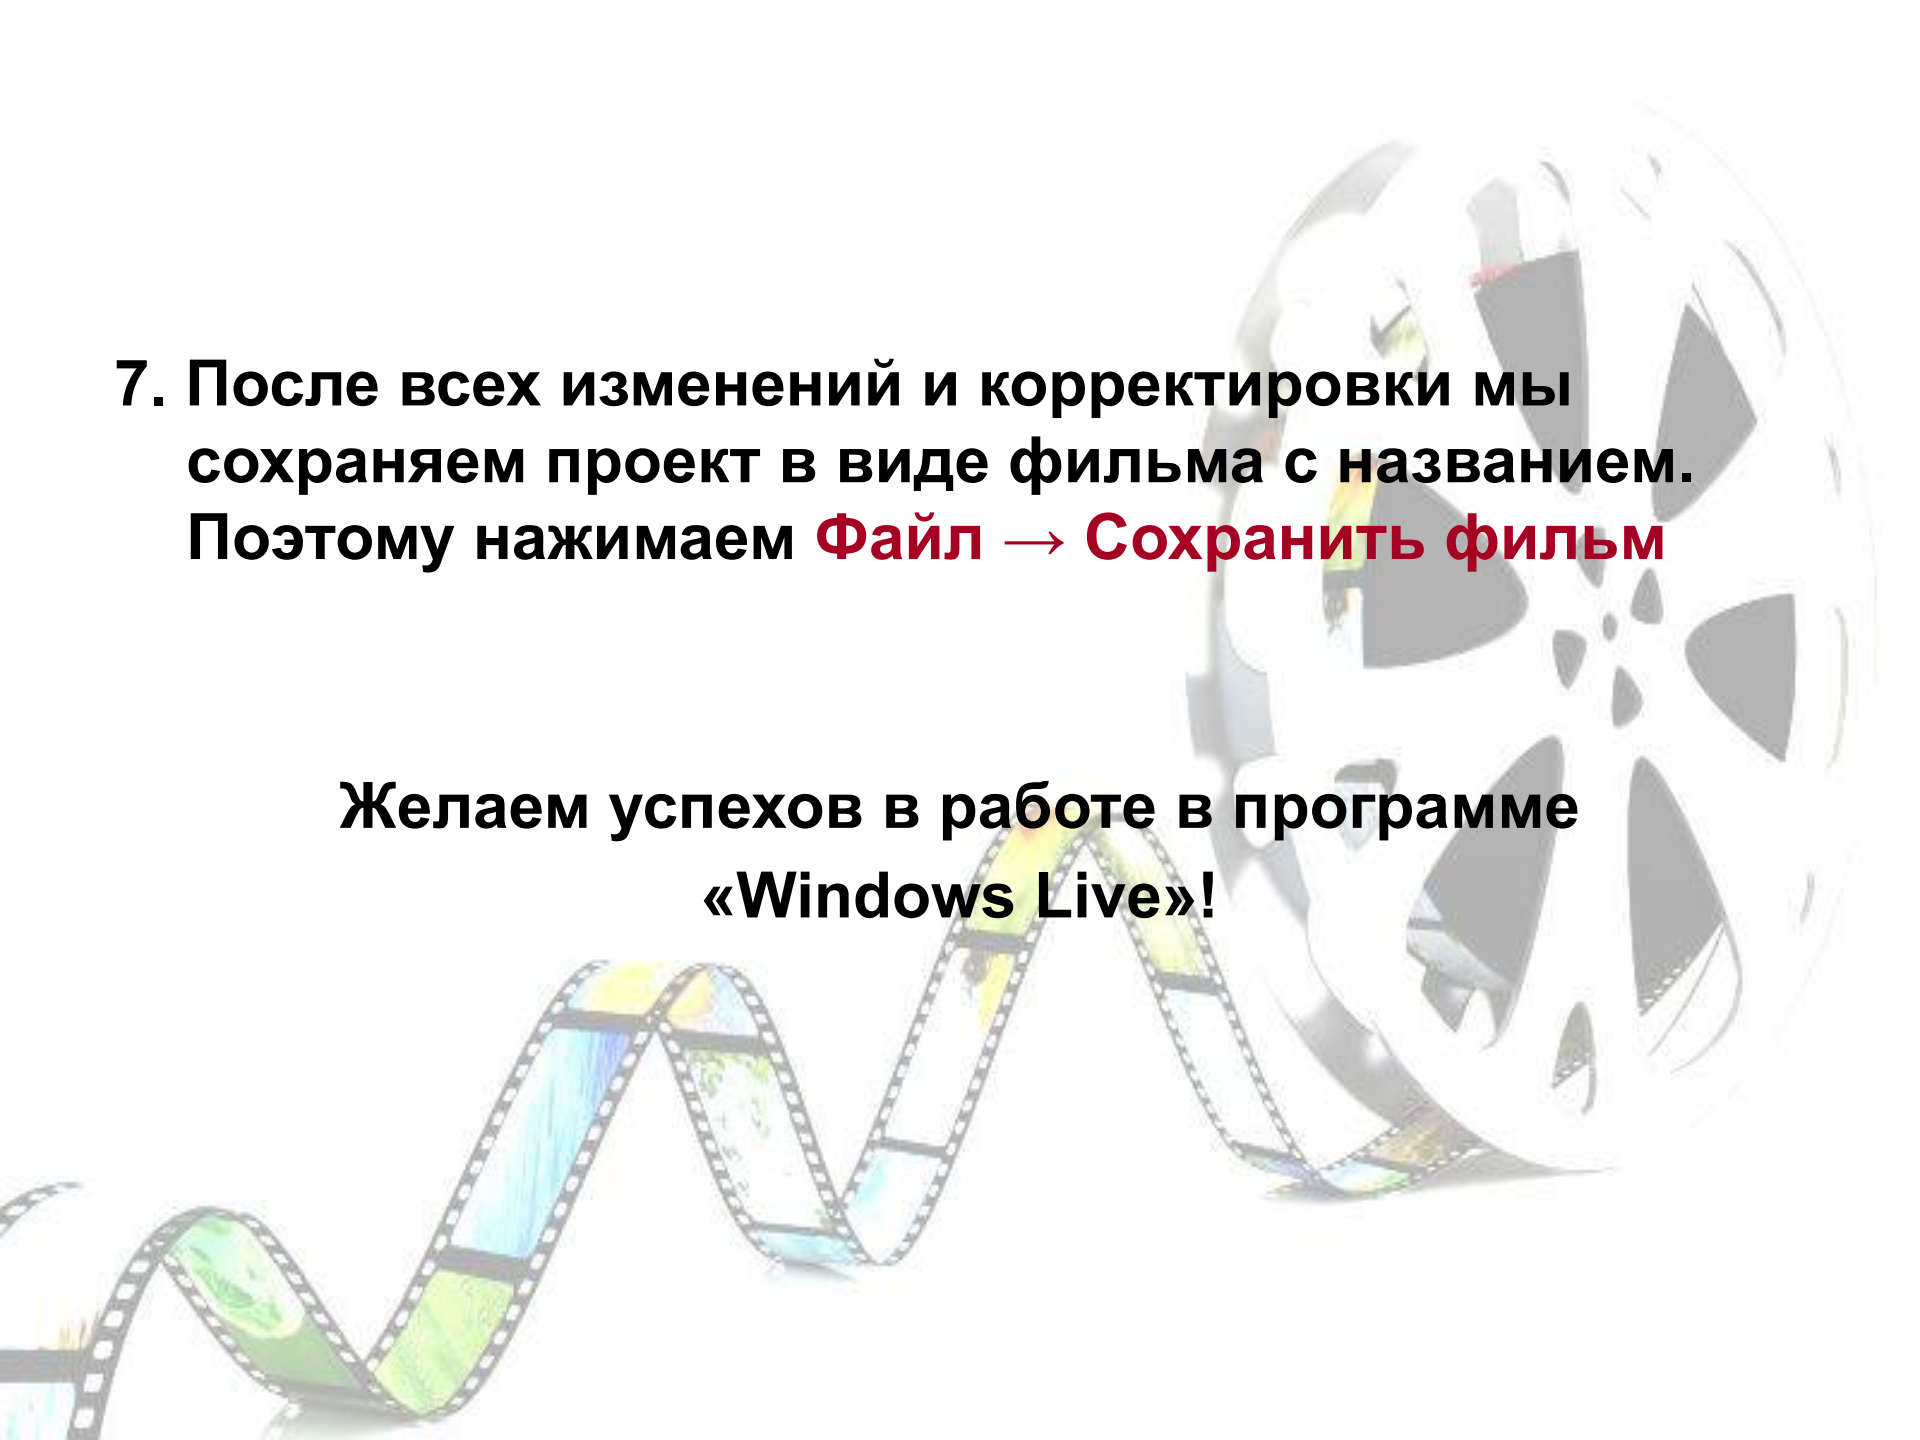 7. После всех изменений и корректировки мы
сохраняем проект в виде фильма с названием.
Поэтому нажимаем Файл → Сохранить фильм
Желаем успехов в работе в программе
«Windows Live»!